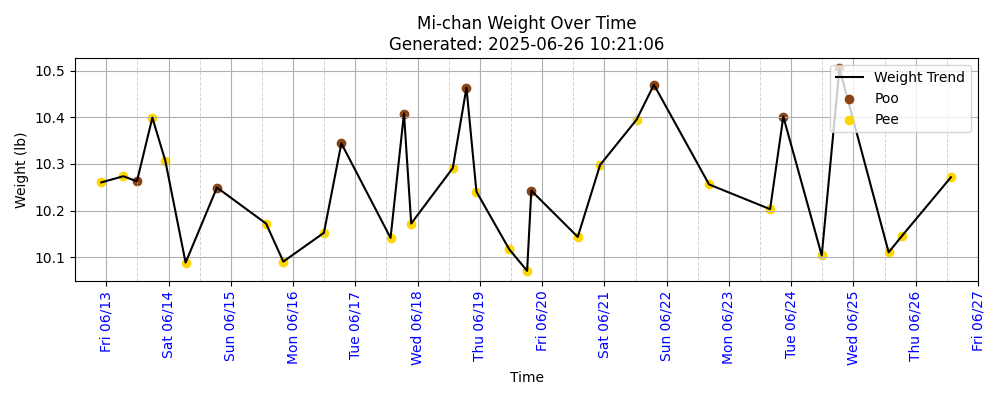 Mi-chan Weight Over Time
Generated: 2025-06-26 10:21:06
Weight (lb)
10.5
10.4
10.3
10.2
10.1
Weight Trend
Poo
Pee
Fri 06/13
Sat 06/14
Sun 06/15
Mon 06/16
Tue 06/17
Wed 06/18
Thu 06/19
Fri 06/20
Sat 06/21
Sun 06/22
Mon 06/23
Tue 06/24
Wed 06/25
Thu 06/26
Fri 06/27
Time